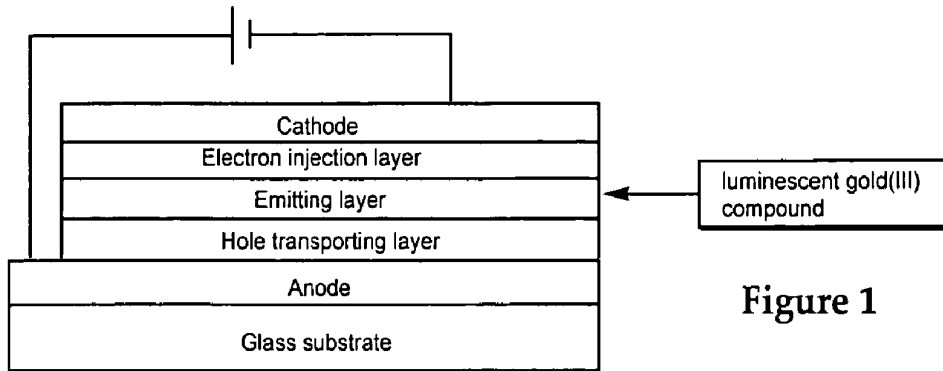 Cathode
Electron injection layer
Emitting layer
Hole transporting layer
Anode
Glass substrate
luminescent gold(III)
compound
Figure 1